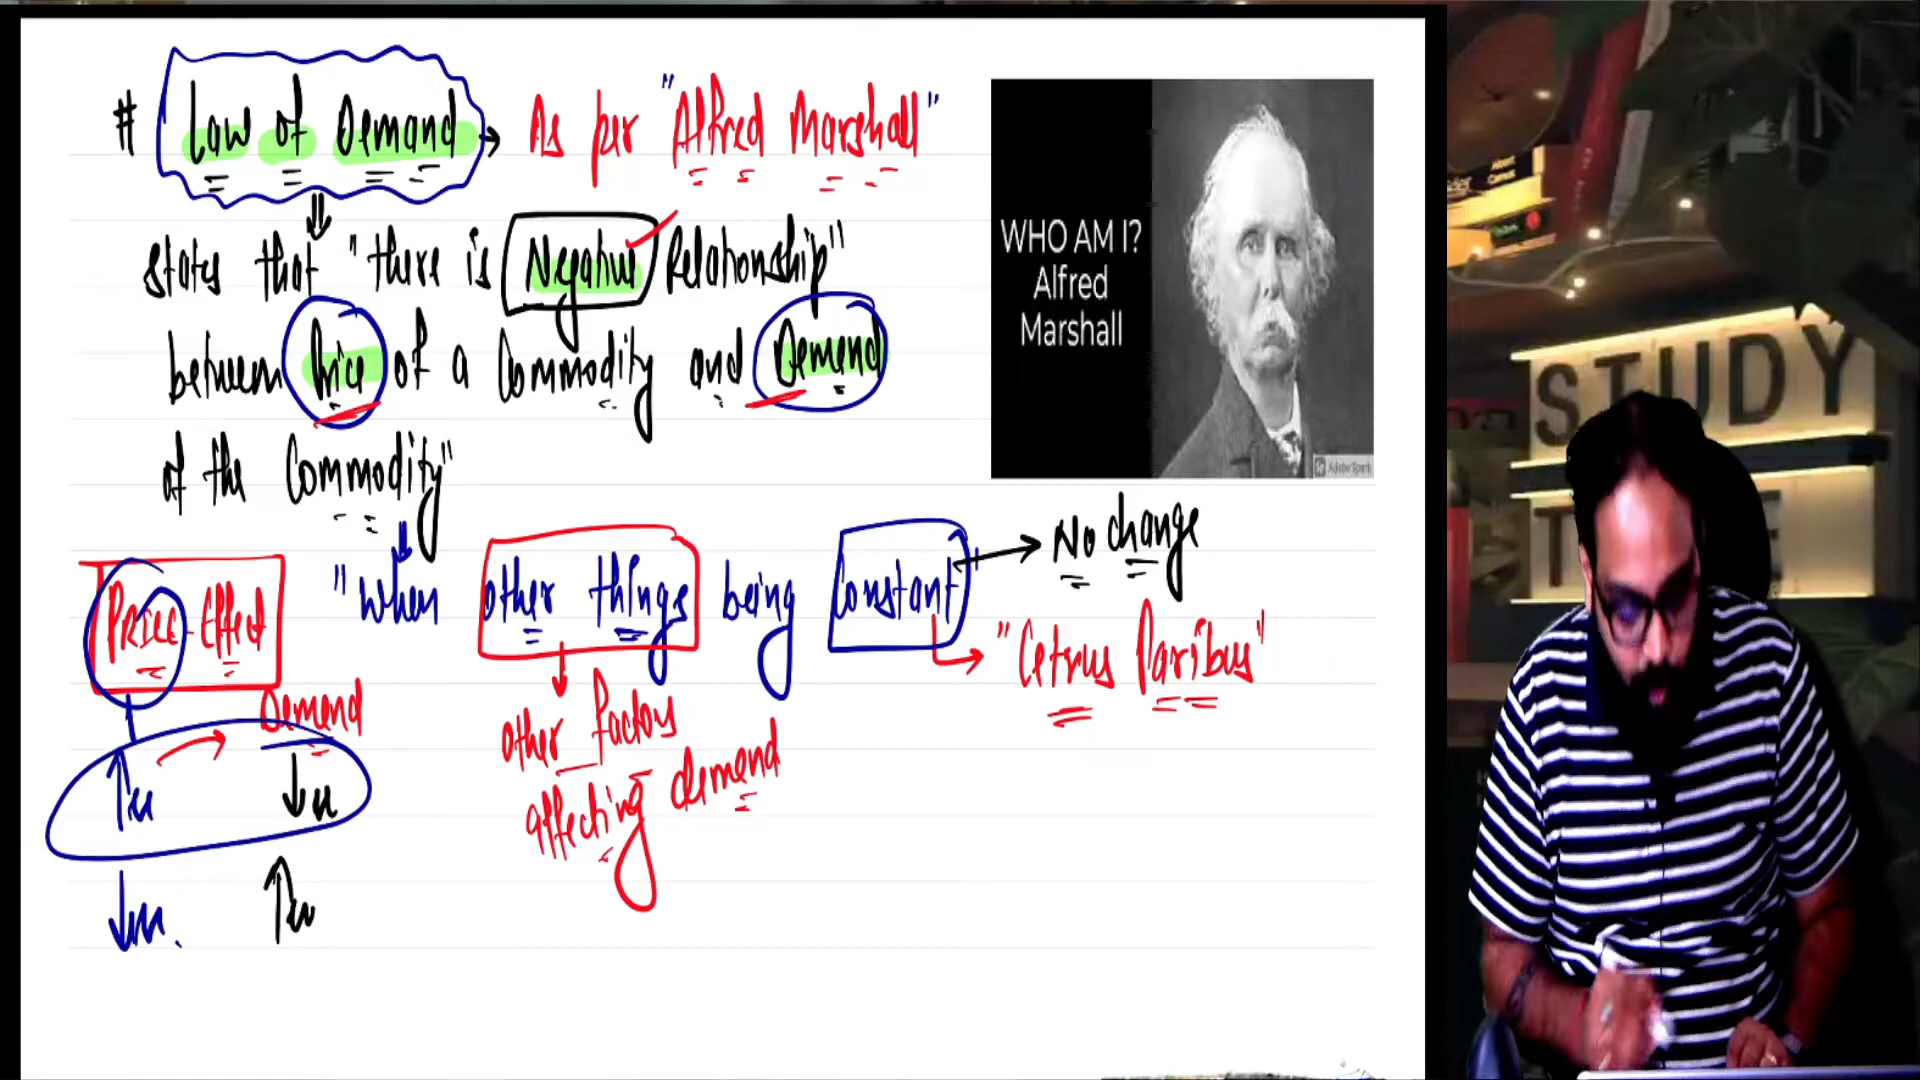 # Law of Demand → As per "Alfred Marshall"
states that "there is Negative Relationship"
between Price of a Commodity and Demand
of the Commodity"
"when other things being Constant" → No change
"Cetrus Paribus"
PRICE Effect
Demand
other factors
affecting demand
WHO AM I?
Alfred
Marshall
Adobe Spark
STUDY